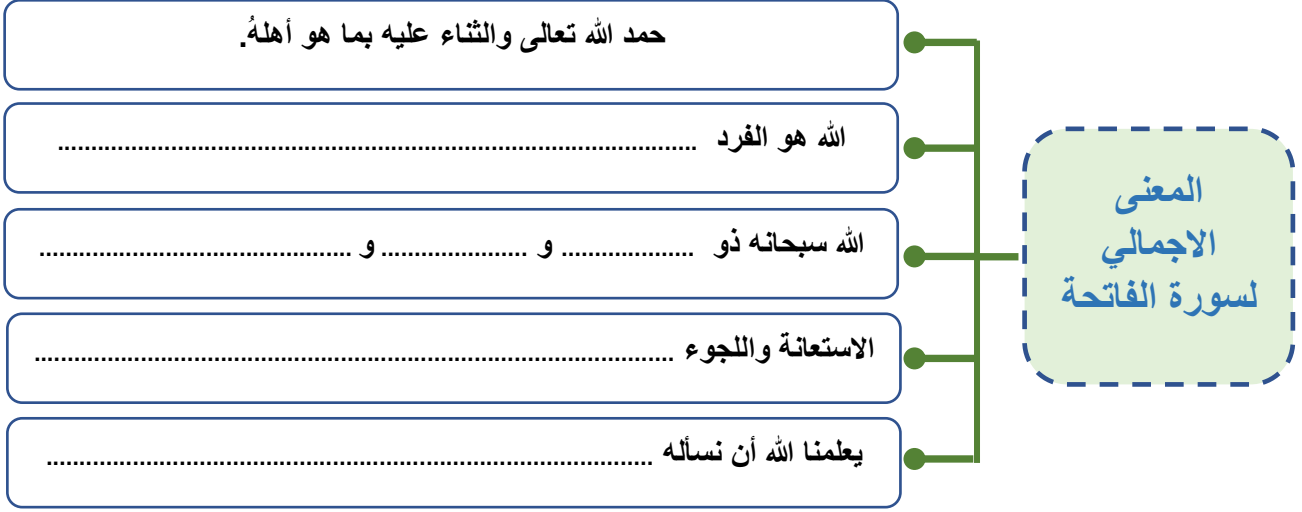 حمد الله تعالى والثناء عليه بما هو أهلهُ.
الله هو الفرد ................................................................................................
الله سبحانه ذو .................... و ...................... و ...............................................
الاستعانة واللجوء ................................................................................................
يعلمنا الله أن نسأله ...........................................................................................
المعنى
الاجمالي
لسورة الفاتحة